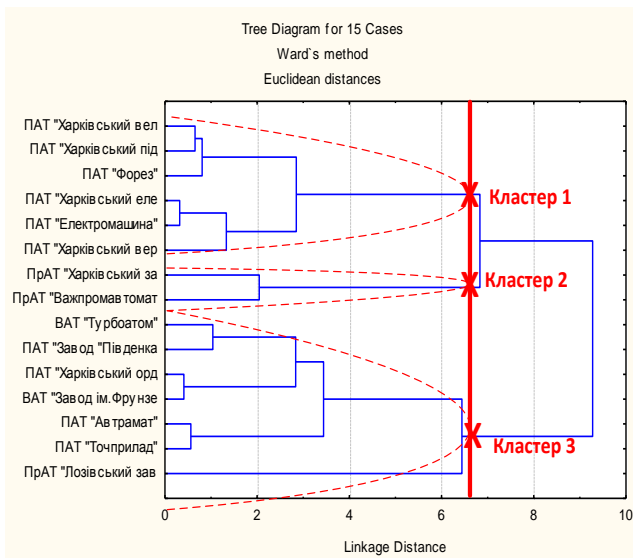 Tree Diagram for 15 Cases
Ward`s method
Euclidean distances
ПАТ "Харківський вел
ПАТ "Харківський під
ПАТ "Форез"
ПАТ "Харківський еле
ПАТ "Електромашина"
ПАТ "Харківський вер
ПрАТ "Харківський за
ПрАТ "Важпромавтомат
ВАТ "Турбоатом"
ПАТ "Завод "Південка
ПАТ "Харківський орд
ВАТ "Завод ім.Фрунзе
ПАТ "Автрамат"
ПАТ "Точприлад"
ПрАТ "Лозівський зав
Кластер 1
Кластер 2
Кластер 3
0 2 4 6 8 10
Linkage Distance